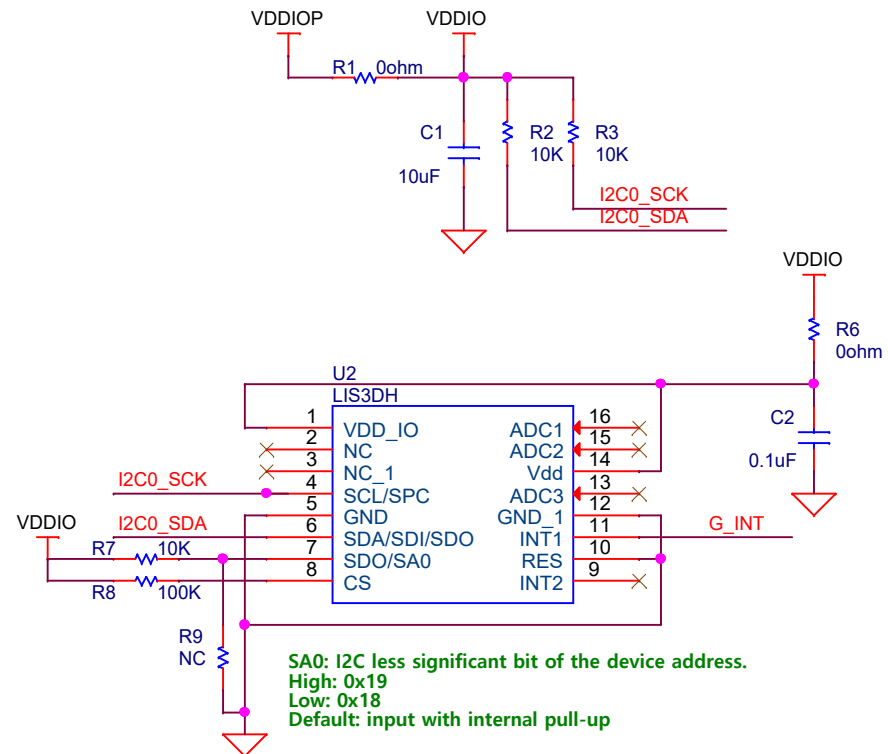 VDDIOP
VDDIO
R1 0ohm
C1
10uF
R2
10K
R3
10K
I2C0_SCK
I2C0_SDA
VDDIO
R6
0ohm
C2
0.1uF
U2
LIS3DH
1 VDD_IO
2 NC
3 NC_1
4 SCL/SPC
5 GND
6 SDA/SDI/SDO
7 SDO/SA0
8 CS
ADC1 16
ADC2 15
Vdd 14
ADC3 13
GND_1 12
INT1 11
RES 10
INT2 9
G_INT
I2C0_SCK
VDDIO
I2C0_SDA
R7 10K
R8 100K
R9
NC
SA0: I2C less significant bit of the device address.
High: 0x19
Low: 0x18
Default: input with internal pull-up